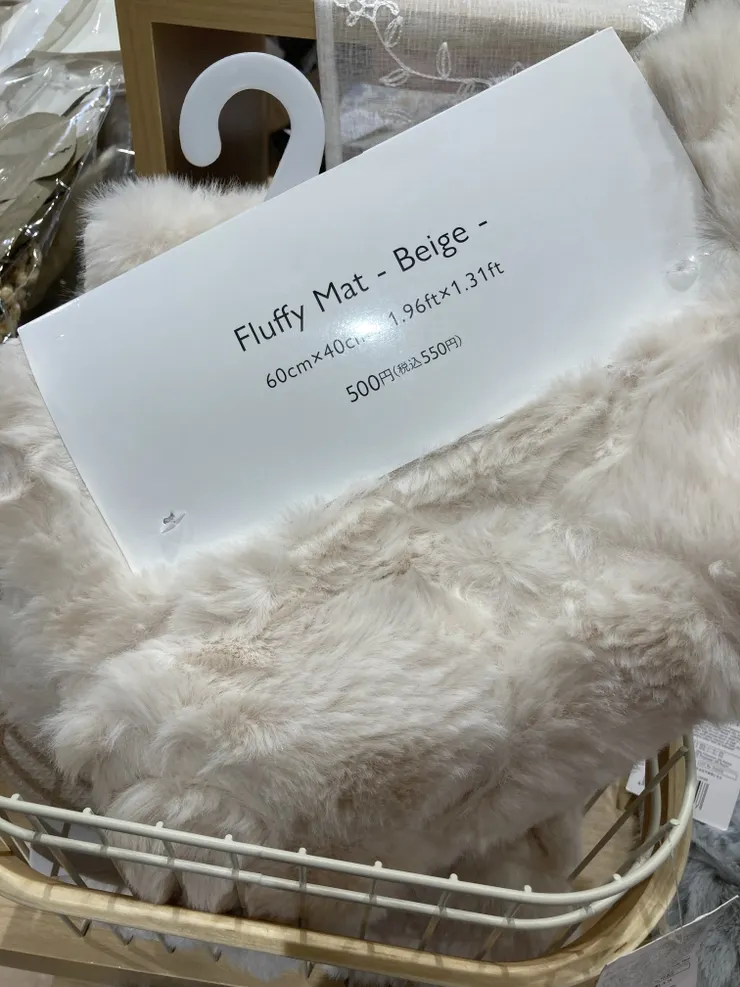 Fluffy Mat - Beige -
60cm×40cm 1.96ft×1.31ft
500円(税込550円)